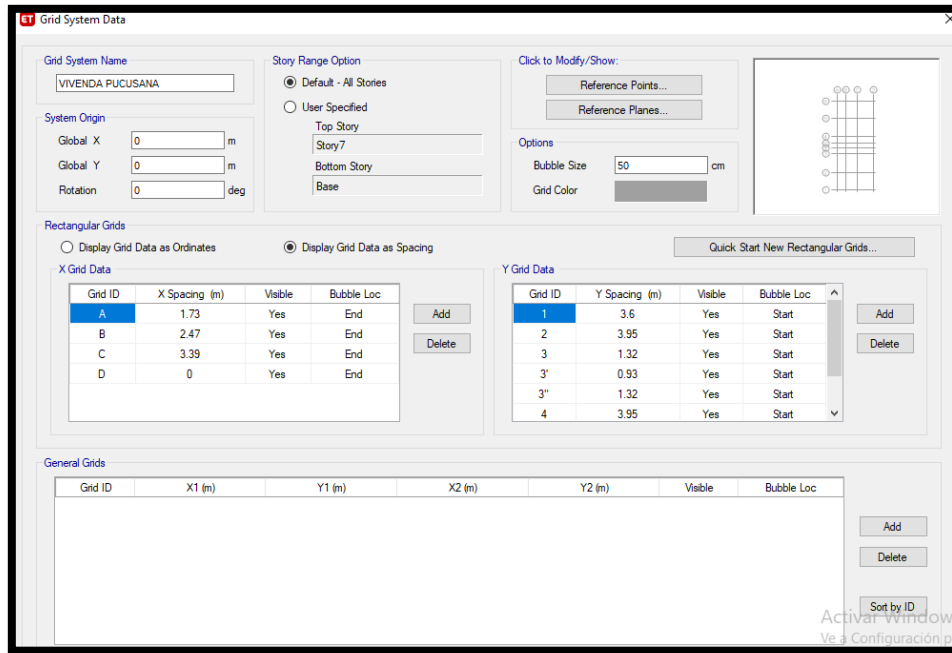 ET Grid System Data
Grid System Name
VIVENDA PUCUSANA
System Origin
Global X 0 m
Global Y 0 m
Rotation 0 deg
Story Range Option
Default - All Stories
User Specified
Top Story
Story7
Bottom Story
Base
Click to Modify/Show:
Reference Points...
Reference Planes...
Options
Bubble Size 50 cm
Grid Color
Rectangular Grids
Display Grid Data as Ordinates Display Grid Data as Spacing Quick Start New Rectangular Grids...
X Grid Data
Grid ID X Spacing (m) Visible Bubble Loc
A 1.73 Yes End
B 2.47 Yes End
C 3.39 Yes End
D 0 Yes End
Add
Delete
Y Grid Data
Grid ID Y Spacing (m) Visible Bubble Loc
1 3.6 Yes Start
2 3.95 Yes Start
3 1.32 Yes Start
3' 0.93 Yes Start
3" 1.32 Yes Start
4 3.95 Yes Start
Add
Delete
General Grids
Grid ID X1 (m) Y1 (m) X2 (m) Y2 (m) Visible Bubble Loc
Add
Delete
Sort by ID
Activar Window
Ve a Configuración p